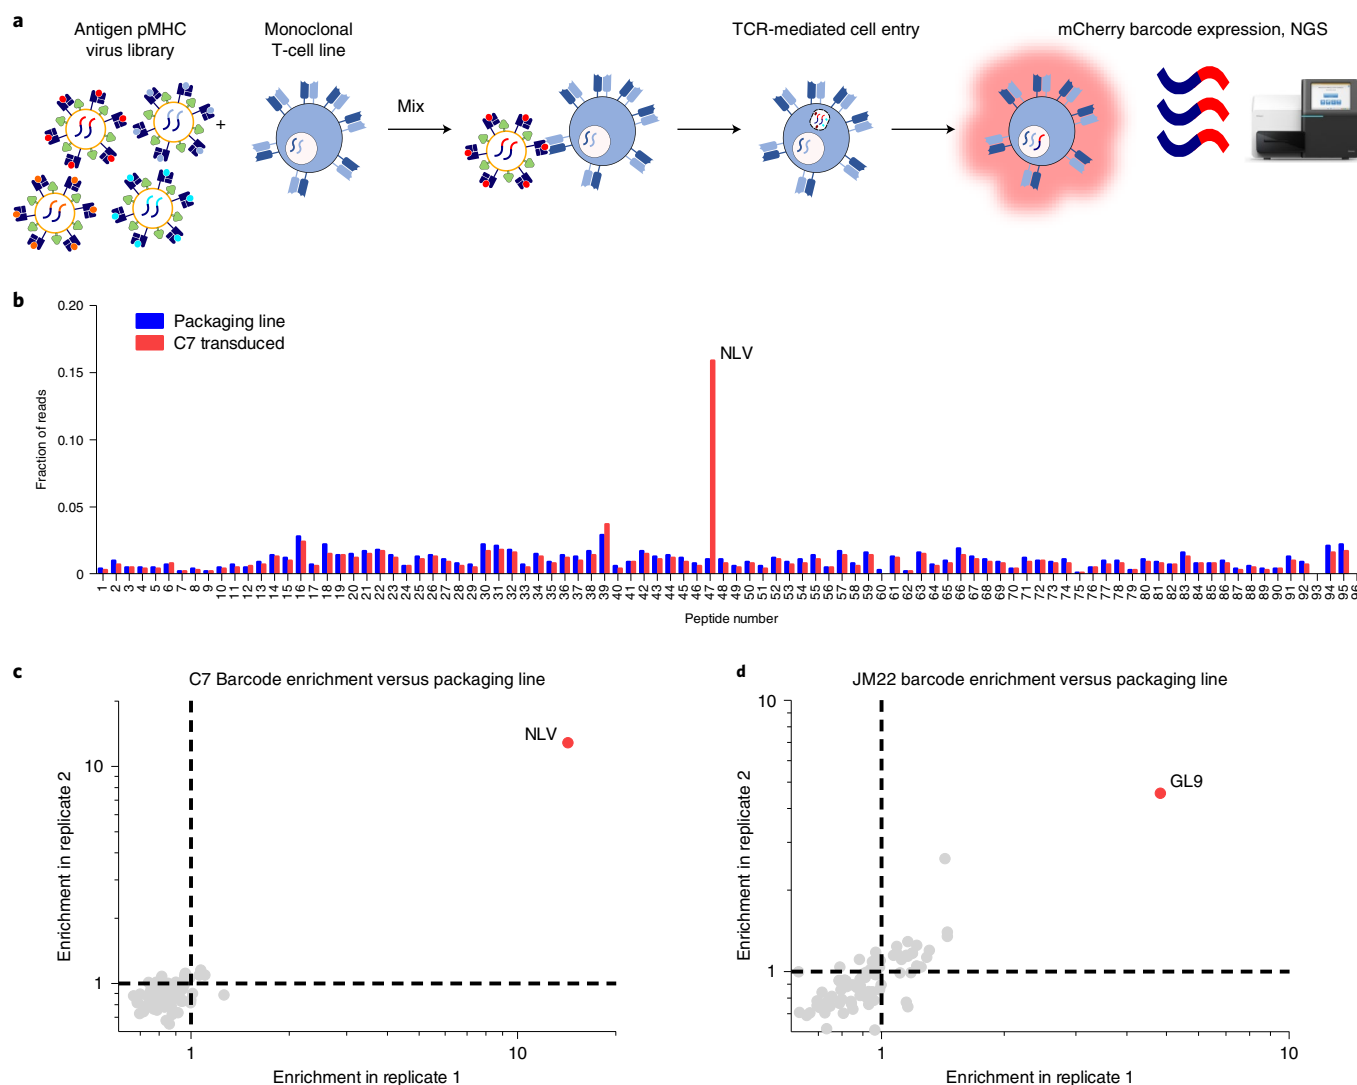 a
Antigen pMHC
virus library
Monoclonal
T-cell line
TCR-mediated cell entry
mCherry barcode expression, NGS
+
Mix
b
0.20
0.15
0.10
0.05
0
Fraction of reads
Packaging line
C7 transduced
NLV
1 2 3 4 5 6 7 8 9 10 11 12 13 14 15 16 17 18 19 20 21 22 23 24 25 26 27 28 29 30 31 32 33 34 35 36 37 38 39 40 41 42 43 44 45 46 47 48 49 50 51 52 53 54 55 56 57 58 59 60 61 62 63 64 65 66 67 68 69 70 71 72 73 74 75 76 77 78 79 80 81 82 83 84 85 86 87 88 89 90 91 92 93 94 95 96
Peptide number
c
C7 Barcode enrichment versus packaging line
NLV
10
1
Enrichment in replicate 2
1
10
Enrichment in replicate 1
d
JM22 barcode enrichment versus packaging line
10
GL9
1
Enrichment in replicate 2
1
10
Enrichment in replicate 1